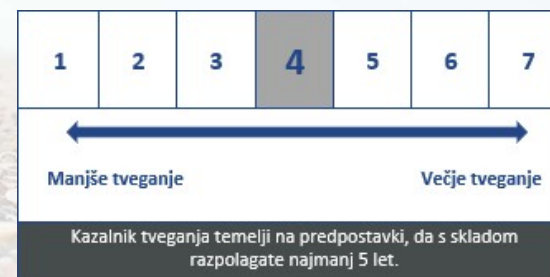 1 2 3 4 5 6 7
Manjše tveganje Večje tveganje
Kazalnik tveganja temelji na predpostavki, da s skladom
razpolagate najmanj 5 let.